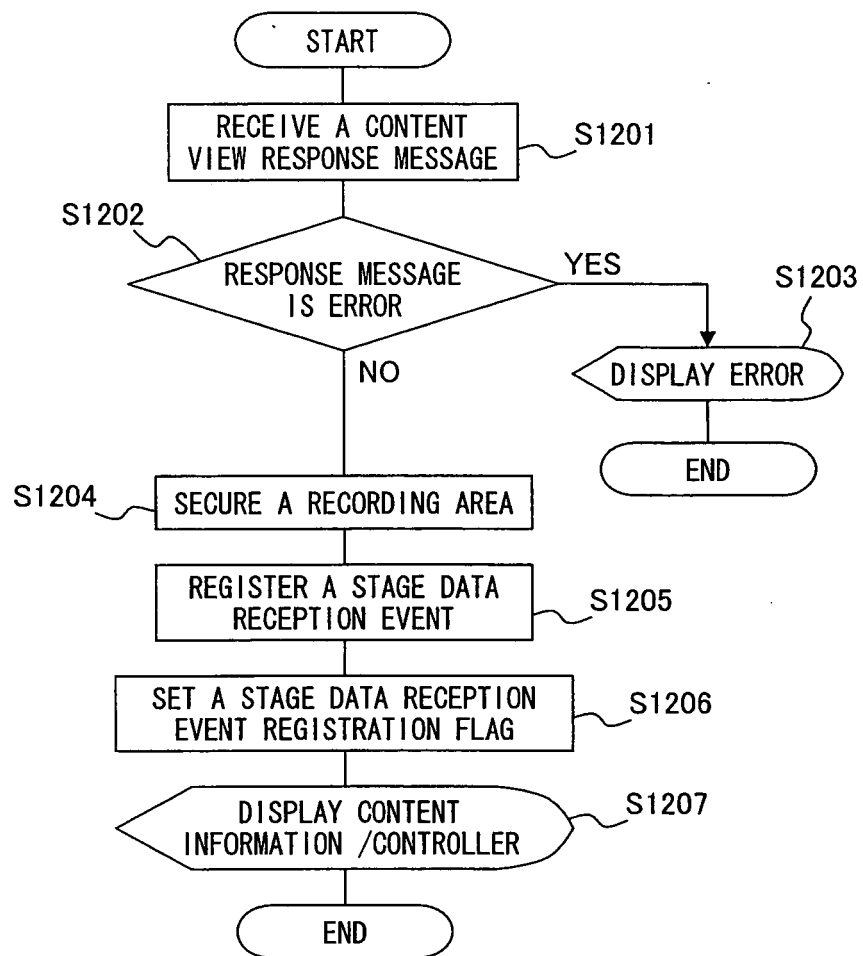 START
RECEIVE A CONTENT
VIEW RESPONSE MESSAGE
S1201
S1202
RESPONSE MESSAGE
IS ERROR
YES
S1203
DISPLAY ERROR
END
NO
S1204
SECURE A RECORDING AREA
REGISTER A STAGE DATA
RECEPTION EVENT
S1205
SET A STAGE DATA RECEPTION
EVENT REGISTRATION FLAG
S1206
DISPLAY CONTENT
INFORMATION /CONTROLLER
S1207
END